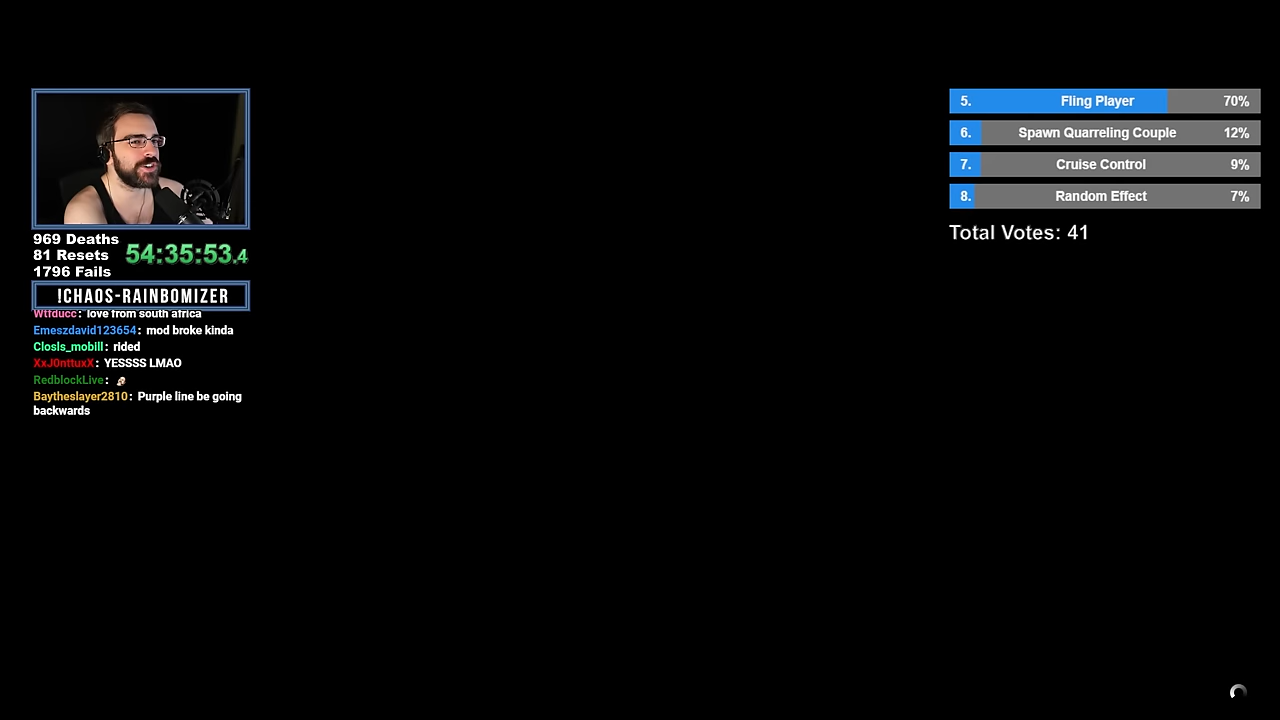 969 Deaths
81 Resets
1796 Fails
54:35:53.4
!CHAOS-RAINBOMIZER
Wtfducc: love from south africa
Emeszdavid123654: mod broke kinda
Closls_mobill: rided
XxJ0nttuxX: YESSSS LMAO
RedblockLive:
Baytheslayer2810: Purple line be going
backwards
5. Fling Player 70%
6. Spawn Quarreling Couple 12%
7. Cruise Control 9%
8. Random Effect 7%
Total Votes: 41